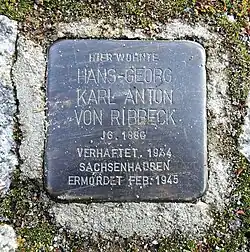 HIER WOHNTE
HANS-GEORG
KARL ANTON
VON RIBBECK
JG. 1880
VERHAFTET 1944
SACHSENHAUSEN
ERMORDET FEB. 1945